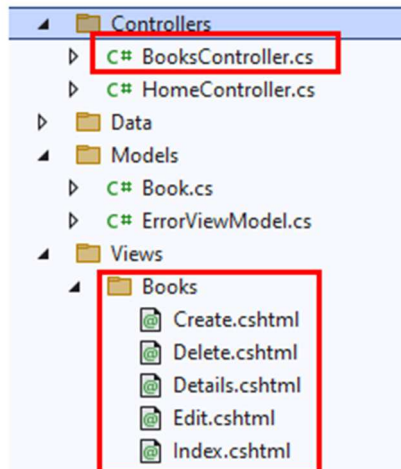 Controllers
C# BooksController.cs
C# HomeController.cs
Data
Models
C# Book.cs
C# ErrorViewModel.cs
Views
Books
@ Create.cshtml
@ Delete.cshtml
@ Details.cshtml
@ Edit.cshtml
@ Index.cshtml